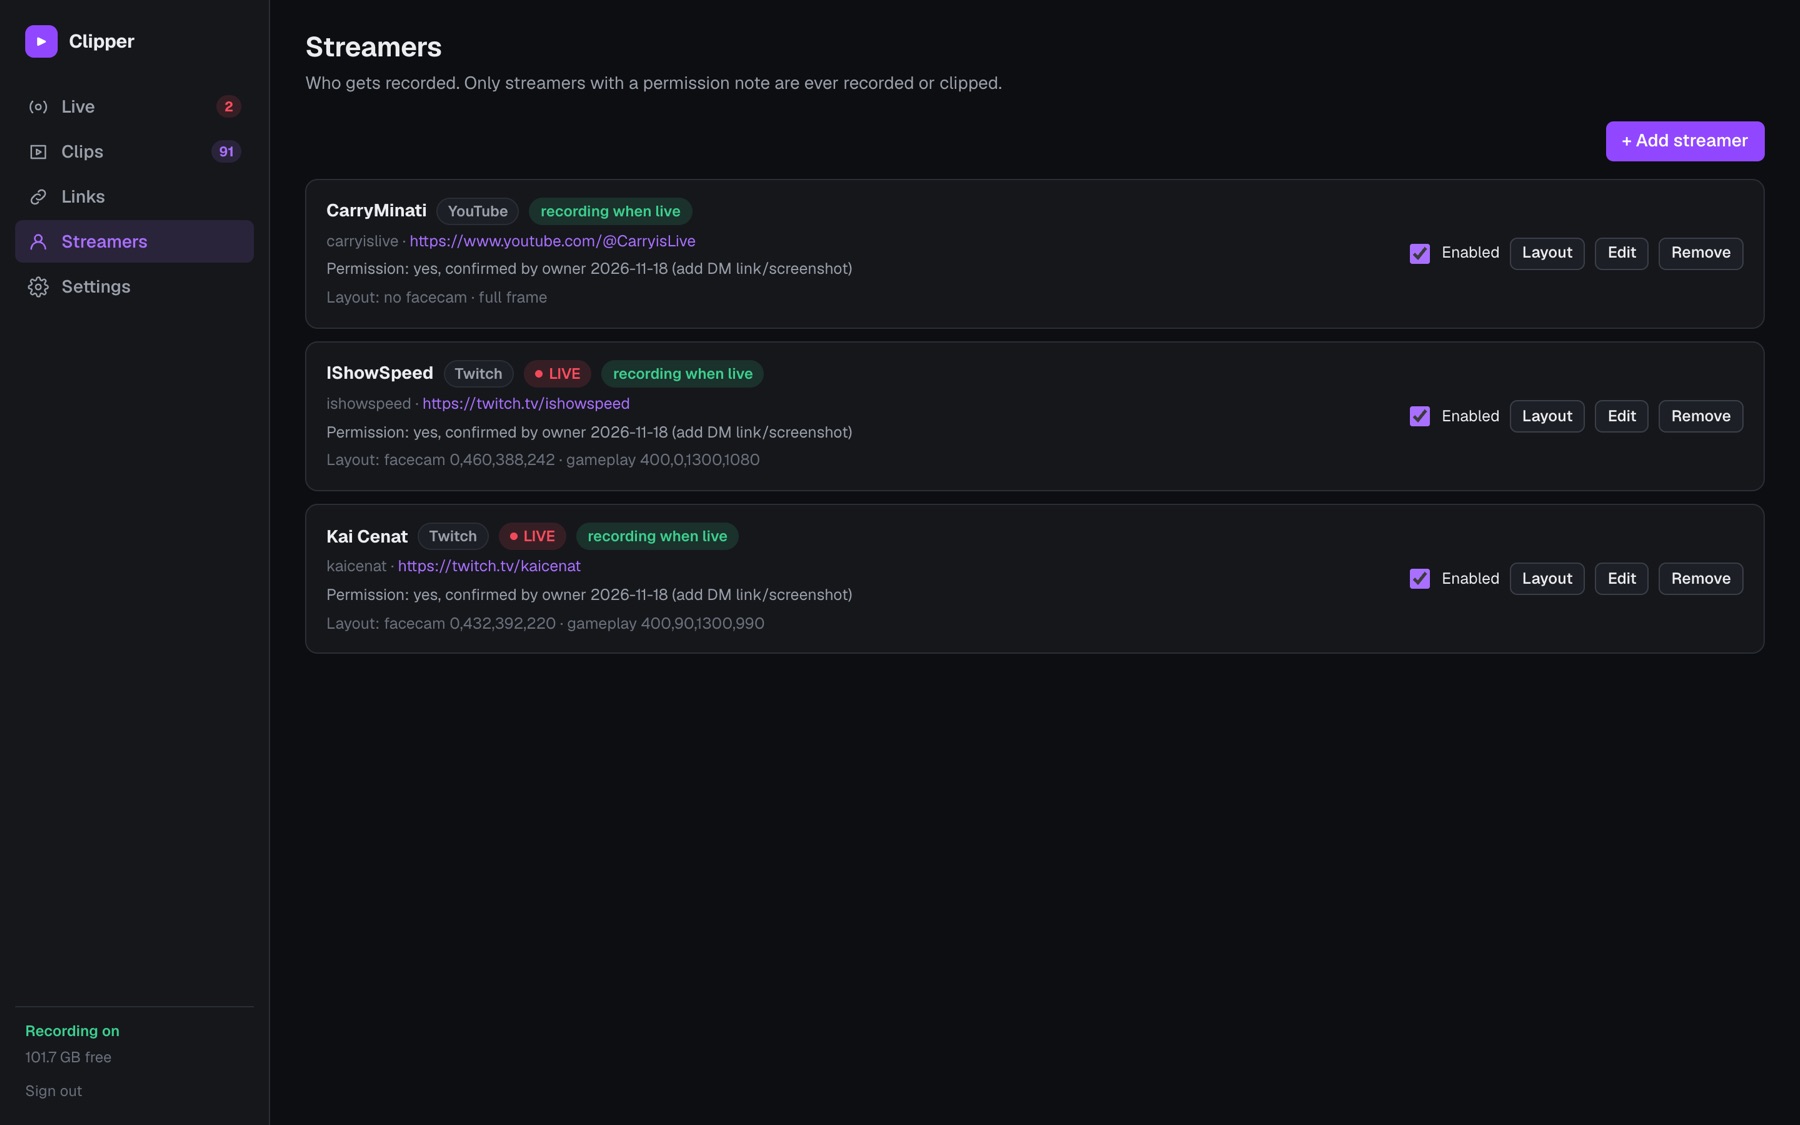 Clipper
Live 2
Clips 91
Links
Streamers
Settings
Recording on
101.7 GB free
Sign out
Streamers
Who gets recorded. Only streamers with a permission note are ever recorded or clipped.
+ Add streamer
CarryMinati YouTube recording when live
carryislive · https://www.youtube.com/@CarryisLive
Permission: yes, confirmed by owner 2026-11-18 (add DM link/screenshot)
Layout: no facecam · full frame
Enabled Layout Edit Remove
IShowSpeed Twitch LIVE recording when live
ishowspeed · https://twitch.tv/ishowspeed
Permission: yes, confirmed by owner 2026-11-18 (add DM link/screenshot)
Layout: facecam 0,460,388,242 · gameplay 400,0,1300,1080
Enabled Layout Edit Remove
Kai Cenat Twitch LIVE recording when live
kaicenat · https://twitch.tv/kaicenat
Permission: yes, confirmed by owner 2026-11-18 (add DM link/screenshot)
Layout: facecam 0,432,392,220 · gameplay 400,90,1300,990
Enabled Layout Edit Remove